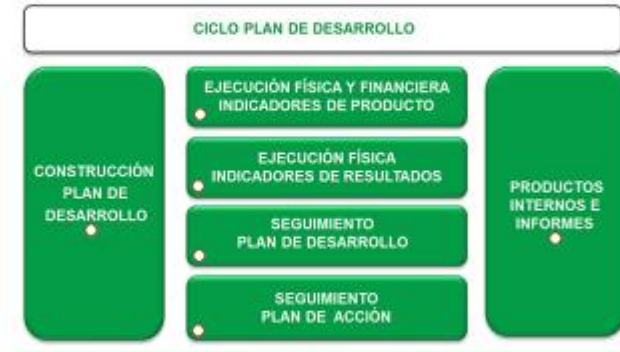 CICLO PLAN DE DESARROLLO
CONSTRUCCIÓN
PLAN DE
DESARROLLO
EJECUCIÓN FÍSICA Y FINANCIERA
INDICADORES DE PRODUCTO
EJECUCIÓN FÍSICA
INDICADORES DE RESULTADOS
SEGUIMIENTO
PLAN DE DESARROLLO
SEGUIMIENTO
PLAN DE ACCIÓN
PRODUCTOS
INTERNOS E
INFORMES